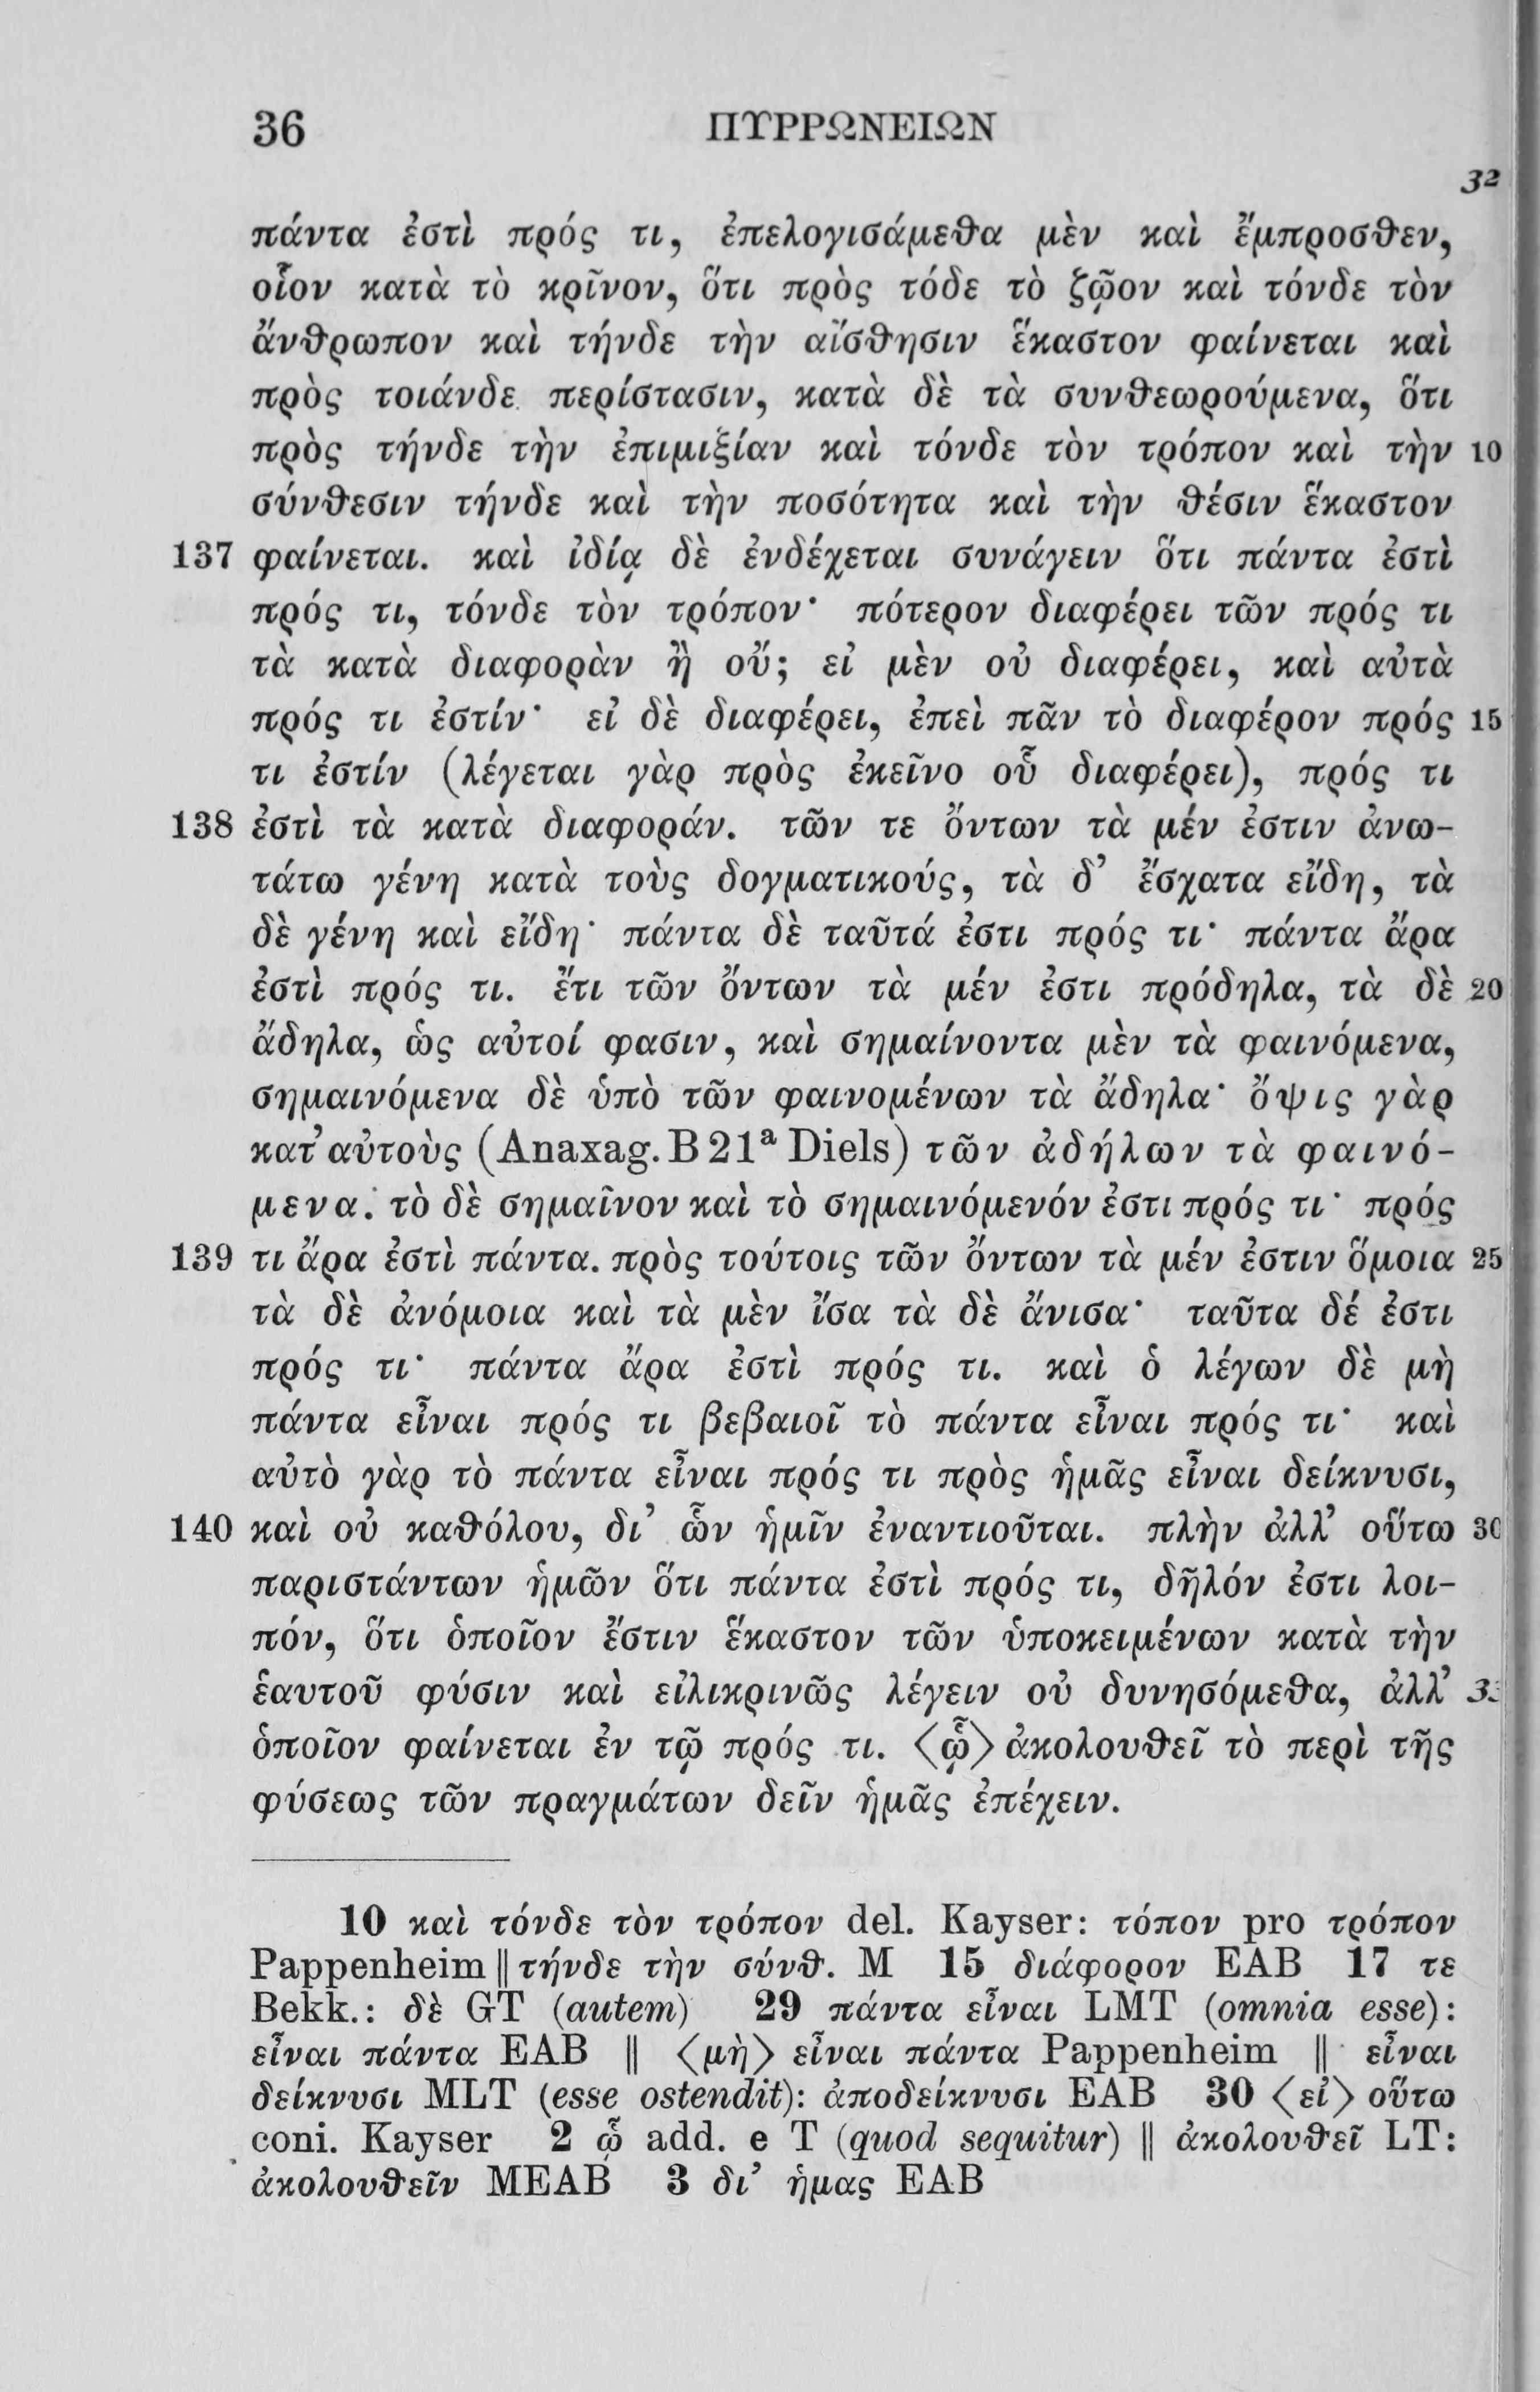 36 ΠΥΡΡΩΝΕΙΩΝ
32
πάντα ἐστὶ πρός τι, ἐπελογισάμεθα μὲν καὶ ἔμπροσθεν,
οἷον κατὰ τὸ κρῖνον, ὅτι πρὸς τόδε τὸ ζῷον καὶ τόνδε τὸν
ἄνθρωπον καὶ τήνδε τὴν αἴσθησιν ἕκαστον φαίνεται καὶ
πρὸς τοιάνδε περίστασιν, κατὰ δὲ τὰ συνθεωρούμενα, ὅτι
πρὸς τήνδε τὴν ἐπιμιξίαν καὶ τόνδε τὸν τρόπον καὶ τὴν 10
σύνθεσιν τήνδε καὶ τὴν ποσότητα καὶ τὴν θέσιν ἕκαστον
137 φαίνεται. καὶ ἰδίᾳ δὲ ἐνδέχεται συνάγειν ὅτι πάντα ἐστὶ
πρός τι, τόνδε τὸν τρόπον· πότερον διαφέρει τῶν πρός τι
τὰ κατὰ διαφορὰν ἢ οὔ; εἰ μὲν οὐ διαφέρει, καὶ αὐτὰ
πρός τι ἐστίν· εἰ δὲ διαφέρει, ἐπεὶ πᾶν τὸ διαφέρον πρός 15
τι ἐστίν (λέγεται γὰρ πρὸς ἐκεῖνο οὗ διαφέρει), πρός τι
138 ἐστὶ τὰ κατὰ διαφοράν. τῶν τε ὄντων τὰ μέν ἐστιν ἀνω-
τάτω γένη κατὰ τοὺς δογματικούς, τὰ δ’ ἔσχατα εἴδη, τὰ
δὲ γένη καὶ εἴδη· πάντα δὲ ταῦτά ἐστι πρός τι· πάντα ἄρα
ἐστὶ πρός τι. ἔτι τῶν ὄντων τὰ μέν ἐστι πρόδηλα, τὰ δὲ 20
ἄδηλα, ὡς αὐτοί φασιν, καὶ σημαίνοντα μὲν τὰ φαινόμενα,
σημαινόμενα δὲ ὑπὸ τῶν φαινομένων τὰ ἄδηλα· ὄψις γὰρ
κατ’ αὐτοὺς (Anaxag. B 21ᵃ Diels) τῶν ἀδήλων τὰ φαινό-
μενα. τὸ δὲ σημαῖνον καὶ τὸ σημαινόμενόν ἐστι πρός τι· πρός
139 τι ἄρα ἐστὶ πάντα. πρὸς τούτοις τῶν ὄντων τὰ μέν ἐστιν ὅμοια 25
τὰ δὲ ἀνόμοια καὶ τὰ μὲν ἴσα τὰ δὲ ἄνισα· ταῦτα δέ ἐστι
πρός τι· πάντα ἄρα ἐστὶ πρός τι. καὶ ὁ λέγων δὲ μὴ
πάντα εἶναι πρός τι βεβαιοῖ τὸ πάντα εἶναι πρός τι· καὶ
αὐτὸ γὰρ τὸ πάντα εἶναι πρός τι πρὸς ἡμᾶς εἶναι δείκνυσι,
140 καὶ οὐ καθόλου, δι’ ὧν ἡμῖν ἐναντιοῦται. πλὴν ἀλλ’ οὕτω 30
παριστάντων ἡμῶν ὅτι πάντα ἐστὶ πρός τι, δῆλόν ἐστι λοι-
πόν, ὅτι ὁποῖον ἔστιν ἕκαστον τῶν ὑποκειμένων κατὰ τὴν
ἑαυτοῦ φύσιν καὶ εἰλικρινῶς λέγειν οὐ δυνησόμεθα, ἀλλ’ 33
ὁποῖον φαίνεται ἐν τῷ πρός τι. ⟨ᾧ⟩ ἀκολουθεῖ τὸ περὶ τῆς
φύσεως τῶν πραγμάτων δεῖν ἡμᾶς ἐπέχειν.
10 καὶ τόνδε τὸν τρόπον del. Kayser: τόπον pro τρόπον
Pappenheim || τήνδε τὴν σύνθ. M 15 διάφορον EAB 17 τε
Bekk.: δὲ GT (autem) 29 πάντα εἶναι LMT (omnia esse):
εἶναι πάντα EAB || ⟨μὴ⟩ εἶναι πάντα Pappenheim || εἶναι
δείκνυσι MLT (esse ostendit): ἀποδείκνυσι EAB 30 ⟨εἰ⟩ οὕτω
coni. Kayser 2 ᾧ add. e T (quod sequitur) || ἀκολουθεῖ LT:
ἀκολουθεῖν MEAB 3 δι’ ἡμας EAB